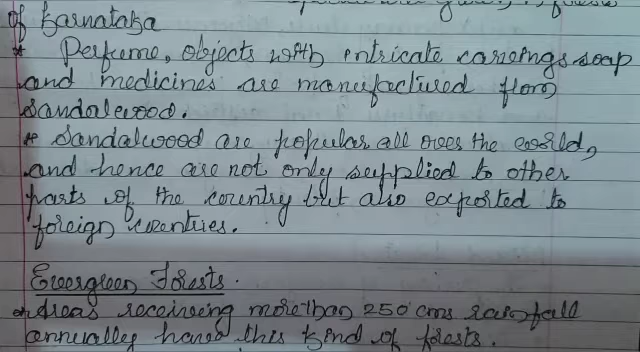 of Karnataka
* Perfume, objects with intricate carvings soap
and medicines are manufactured from
Sandalwood.
* Sandalwood are popular all over the world,
and hence are not only supplied to other
parts of the country but also exported to
foreign countries.
Evergreen Forests.
Areas receiving more than 250 cms rainfall
annually have this kind of forests.